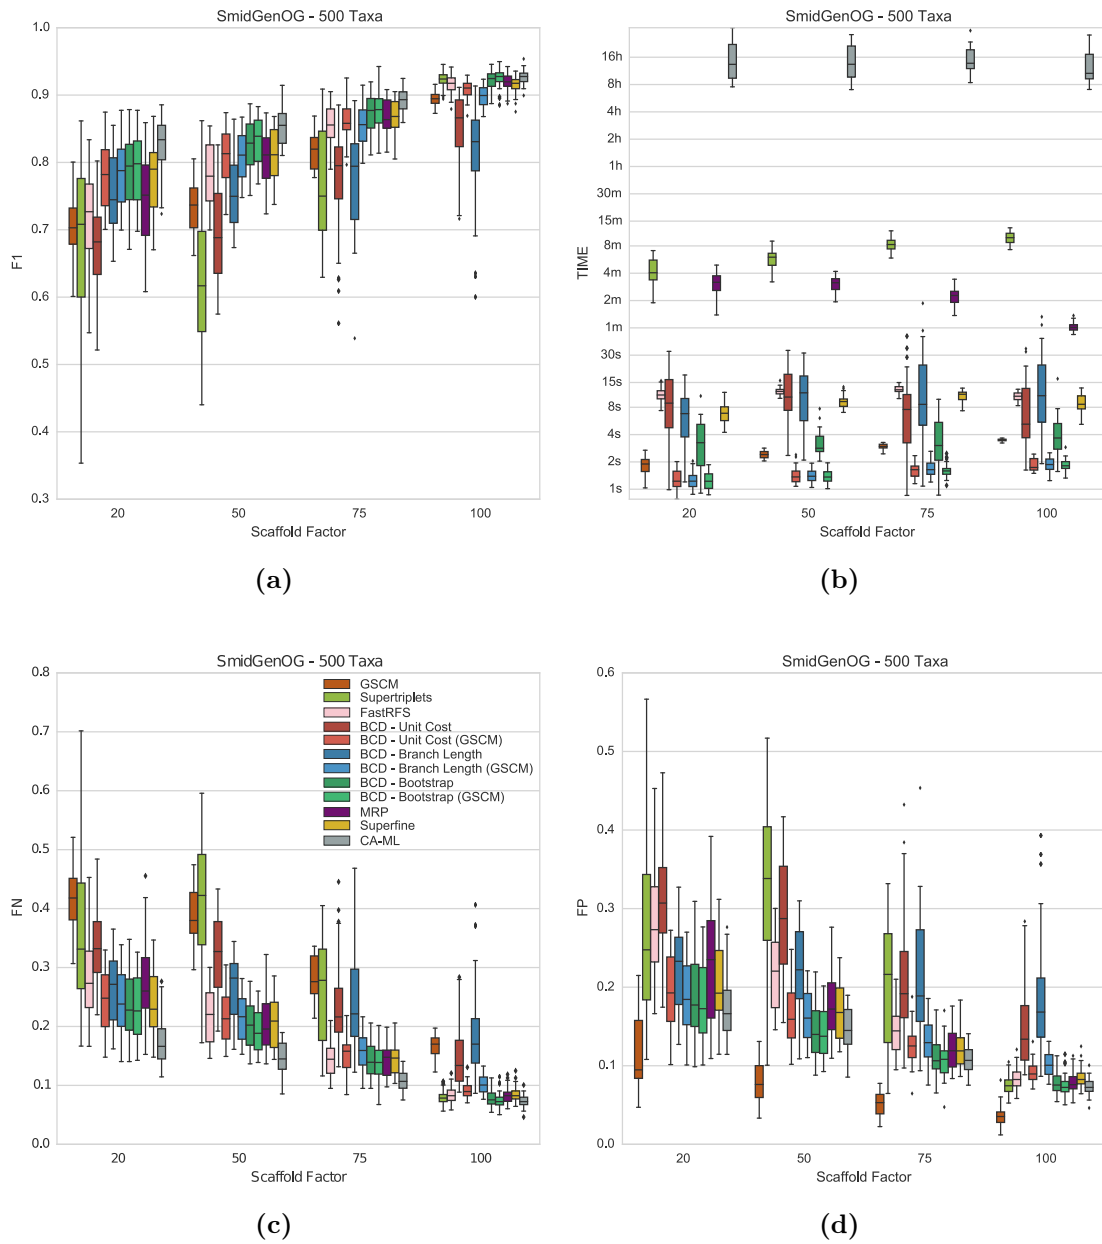 SmidGenOG - 500 Taxa
1.0
0.9
0.8
0.7
0.6
0.5
0.4
0.3
F1
20
50
75
100
Scaffold Factor
(a)
SmidGenOG - 500 Taxa
16h
8h
4h
2h
1h
30m
15m
8m
4m
2m
1m
30s
15s
8s
4s
2s
1s
TIME
20
50
75
100
Scaffold Factor
(b)
SmidGenOG - 500 Taxa
0.8
0.7
0.6
0.5
0.4
0.3
0.2
0.1
0.0
FN
GSCM
Supertriplets
FastRFS
BCD - Unit Cost
BCD - Unit Cost (GSCM)
BCD - Branch Length
BCD - Branch Length (GSCM)
BCD - Bootstrap
BCD - Bootstrap (GSCM)
MRP
Superfine
CA-ML
20
50
75
100
Scaffold Factor
(c)
SmidGenOG - 500 Taxa
0.6
0.5
0.4
0.3
0.2
0.1
0.0
FP
20
50
75
100
Scaffold Factor
(d)